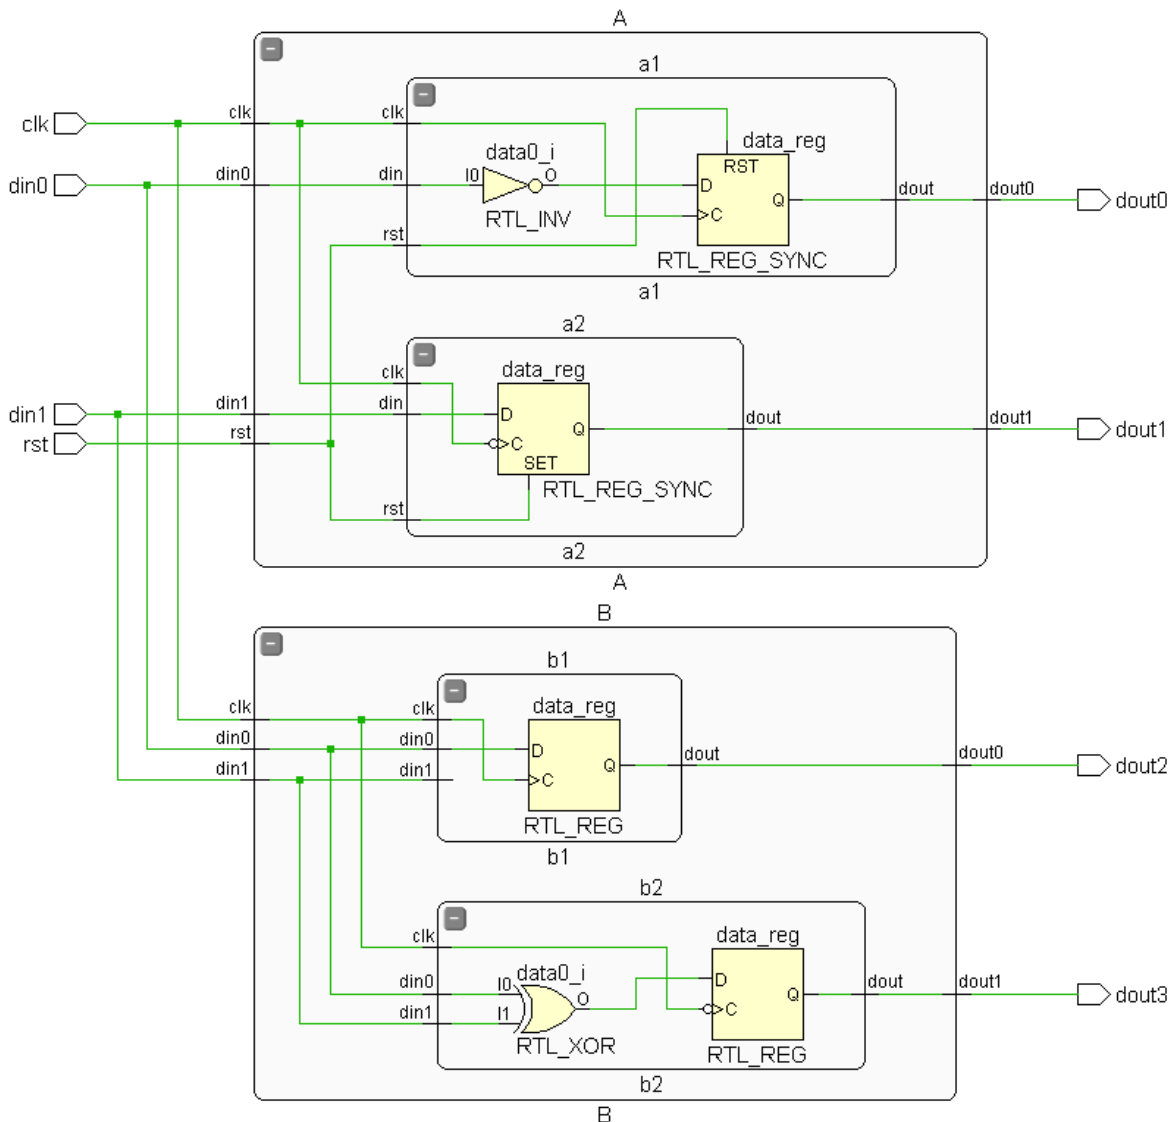 A
a1
clk
clk
clk
data_reg
data0_i
RST
din0
din0
din
I0
O
D
Q
dout
dout0
dout0
RTL_INV
C
rst
RTL_REG_SYNC
a1
a2
clk
data_reg
din1
din1
din
D
Q
dout
dout1
dout1
rst
rst
C
SET
RTL_REG_SYNC
rst
a2
A
B
b1
clk
clk
data_reg
din0
din0
D
Q
dout
dout0
dout2
din1
din1
C
RTL_REG
b1
b2
clk
data_reg
din0
I0
data0_i
O
D
Q
dout
dout1
dout3
din1
I1
C
RTL_XOR
RTL_REG
b2
B